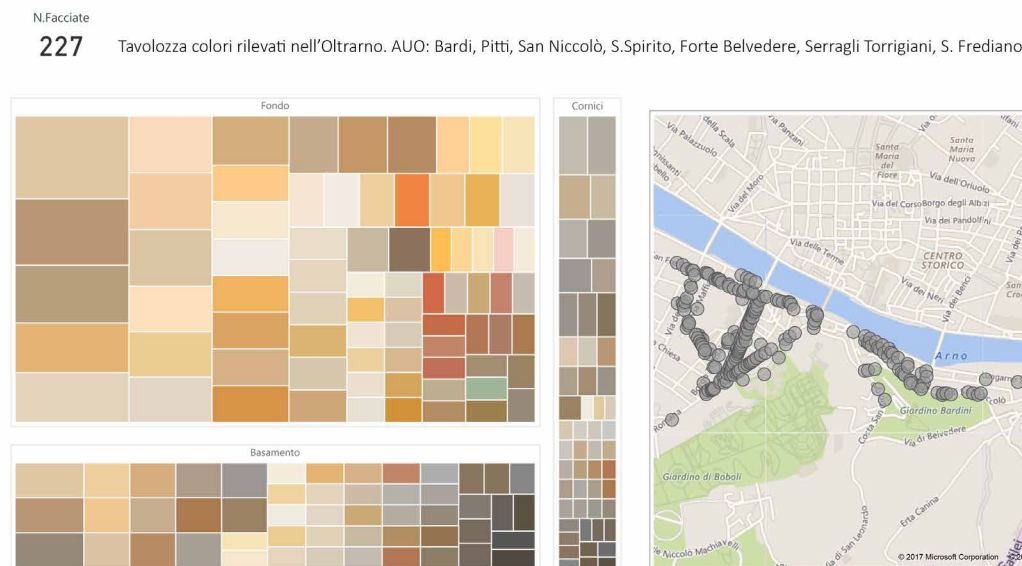 N.Facciate
227
Tavolozza colori rilevati nell'Oltrarno. AUO: Bardi, Pitti, San Niccolò, S.Spirito, Forte Belvedere, Serragli Torrigiani, S. Frediano
Fondo
Cornici
Basamento
Via Palazzuolo
della Scala
Via Panzani
Santa
Maria
del
Fiore
Santa
Maria
Nuova
Via dell'Oriuolo
Via del Moro
Via del Corso
Borgo degli Albizi
Via dei Pandolfini
Via delle Terme
CENTRO
STORICO
Via dei Neri
Via dei Benci
Arno
Giardino Bardini
Costa San
Via di Belvedere
Giardino di Boboli
Erta Canina
Via di San Leonardo
Niccolò Machiavelli
© 2017 Microsoft Corporation